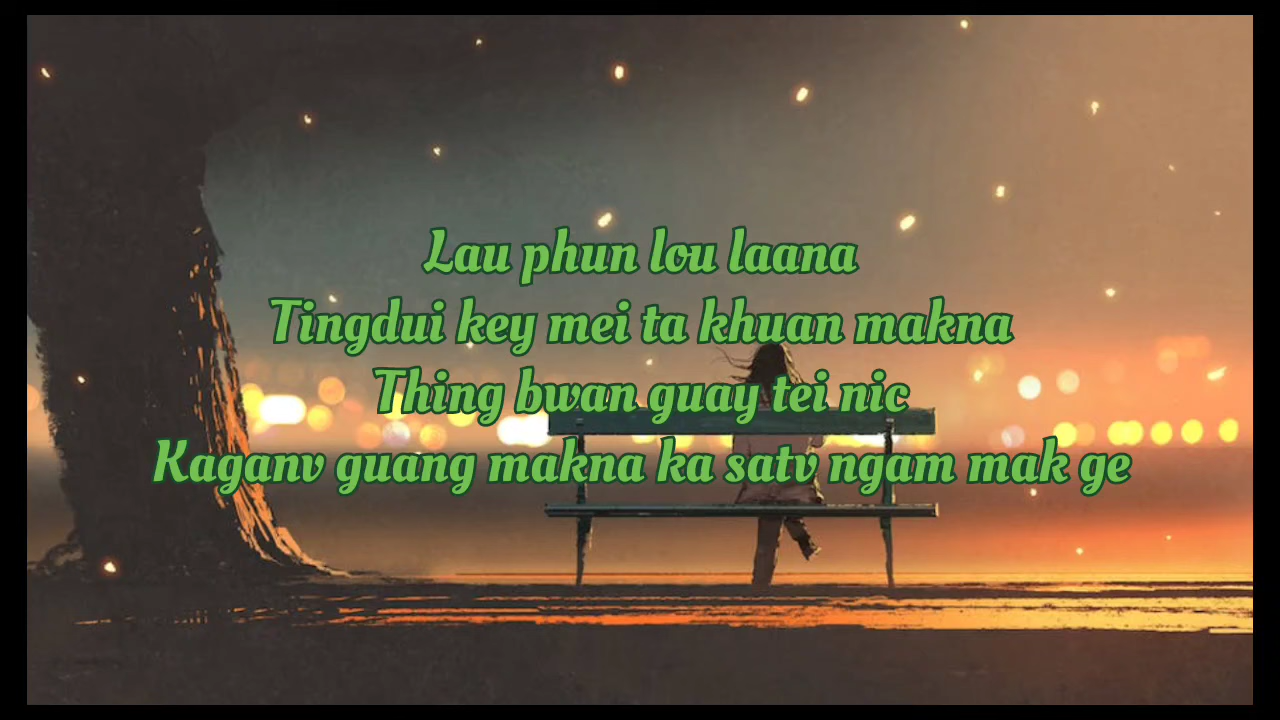 Lau phun lou laana
Tingdui key mei ta khuan makna
Thing bwan guay tei nic
Kaganv guang makna ka satv ngam mak ge